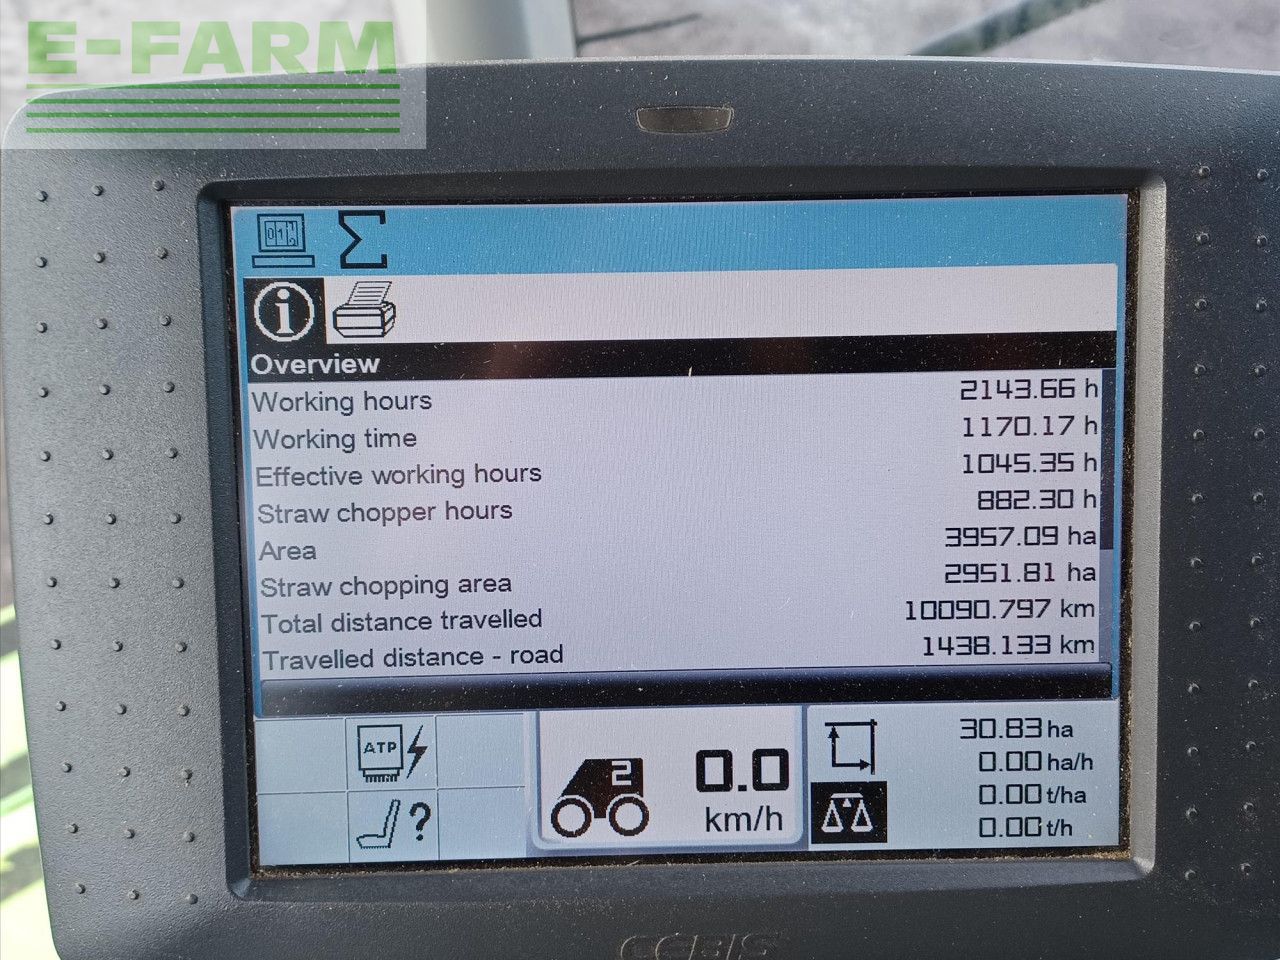 E-FARM
Overview
Working hours 2143.66 h
Working time 1170.17 h
Effective working hours 1045.35 h
Straw chopper hours 882.30 h
Area 3957.09 ha
Straw chopping area 2951.81 ha
Total distance travelled 10090.797 km
Travelled distance - road 1438.133 km
ATP
?
2
0.0
km/h
30.83 ha
0.00 ha/h
0.00 t/ha
0.00 t/h
CEBIS